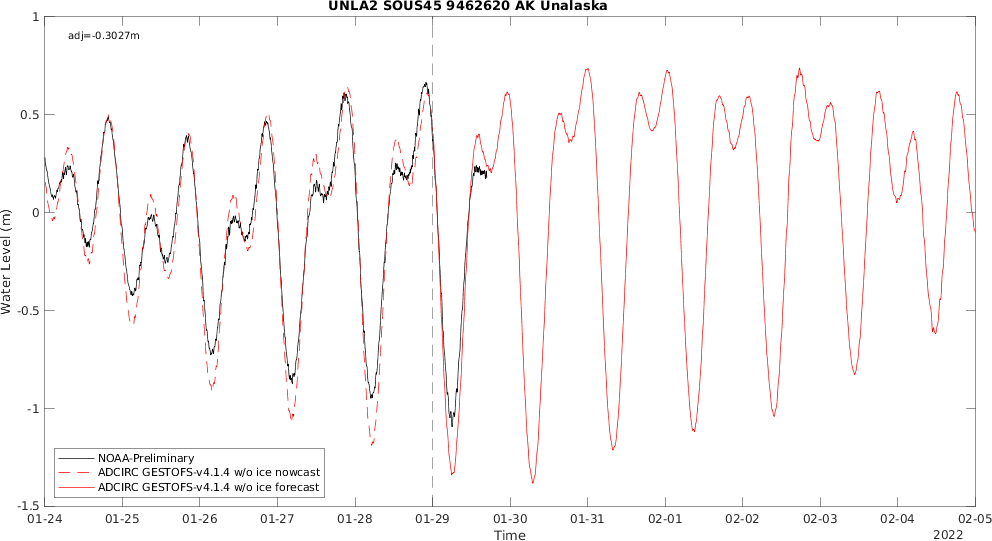 UNLA2 SOUS45 9462620 AK Unalaska
adj=-0.3027m
1
0.5
0
-0.5
-1
-1.5
Water Level (m)
NOAA-Preliminary
ADCIRC GESTOFS-v4.1.4 w/o ice nowcast
ADCIRC GESTOFS-v4.1.4 w/o ice forecast
01-24 01-25 01-26 01-27 01-28 01-29 01-30 01-31 02-01 02-02 02-03 02-04 02-05
Time
2022